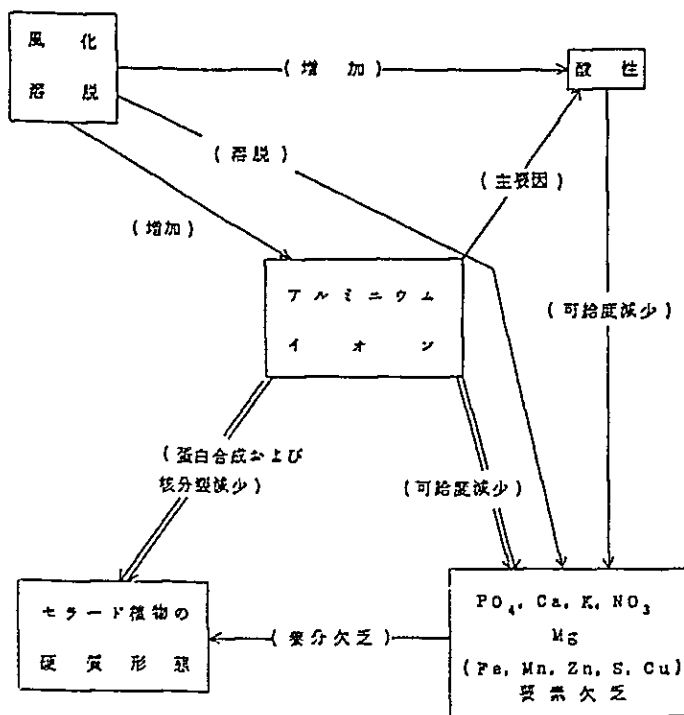 風化
溶脱
(増加)
酸性
(溶脱)
(主要因)
(増加)
アルミニウム
イオン
(可給度減少)
(蛋白合成および
核分裂減少)
(可給度減少)
セラード植物の
硬質形態
(養分欠乏)
PO₄, Ca, K, NO₃
Mg
(Fe, Mn, Zn, S, Cu)
要素欠乏